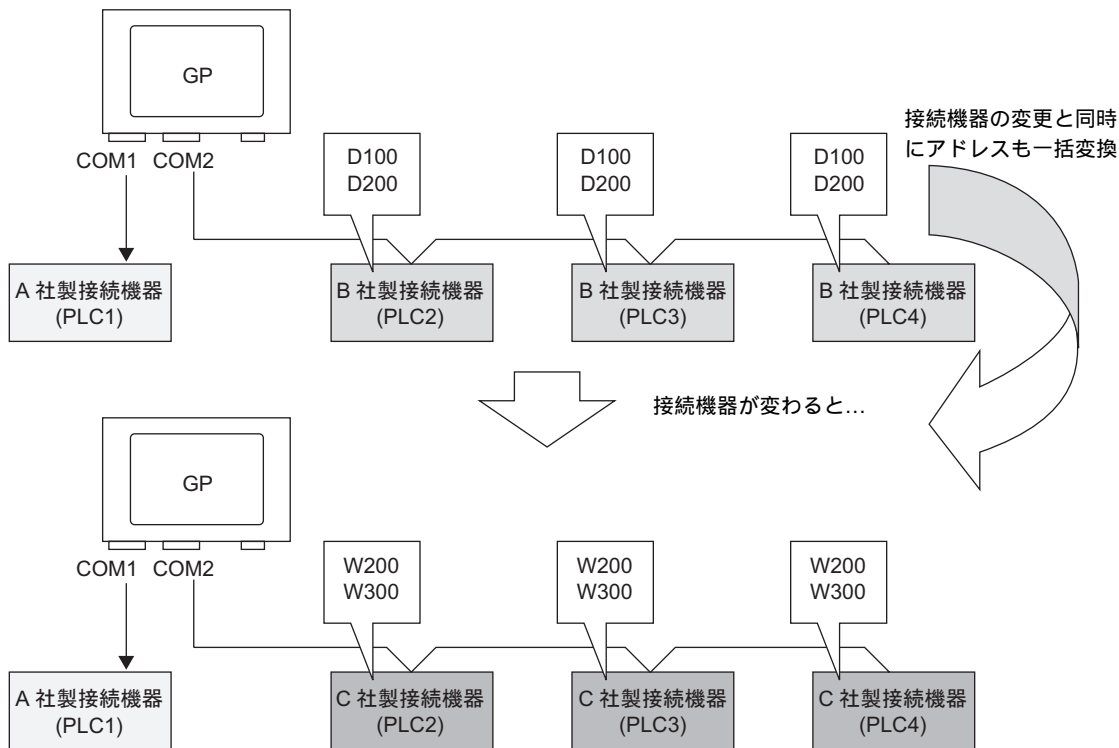 GP
COM1
COM2
D100
D200
D100
D200
D100
D200
接続機器の変更と同時
にアドレスも一括変換
A 社製接続機器
(PLC1)
B 社製接続機器
(PLC2)
B 社製接続機器
(PLC3)
B 社製接続機器
(PLC4)
接続機器が変わると...
GP
COM1
COM2
W200
W300
W200
W300
W200
W300
A 社製接続機器
(PLC1)
C 社製接続機器
(PLC2)
C 社製接続機器
(PLC3)
C 社製接続機器
(PLC4)